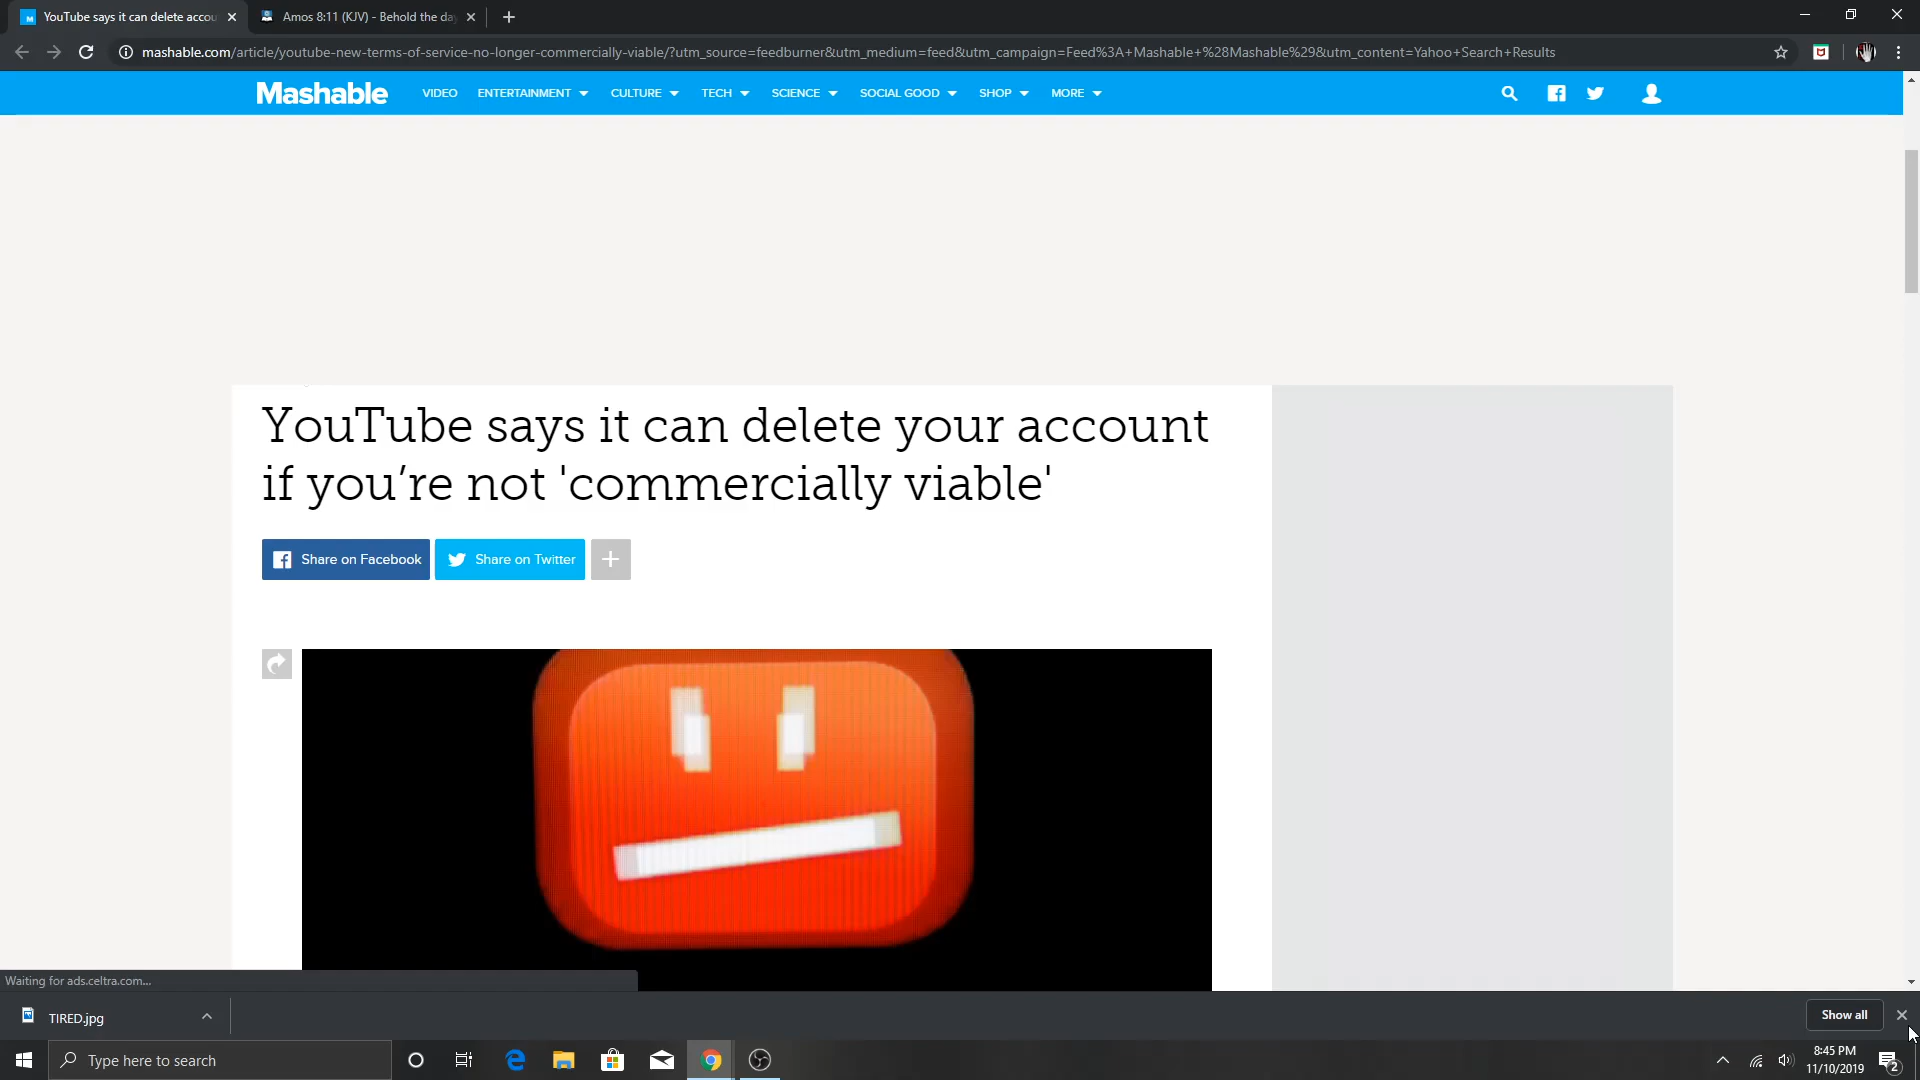 YouTube says it can delete accou
Amos 8:11 (KJV) - Behold the da
mashable.com/article/youtube-new-terms-of-service-no-longer-commercially-viable/?utm_source=feedburner&utm_medium=feed&utm_campaign=Feed%3A+Mashable+%28Mashable%29&utm_content=Yahoo+Search+Results
Mashable VIDEO ENTERTAINMENT CULTURE TECH SCIENCE SOCIAL GOOD SHOP MORE
YouTube says it can delete your account
if you’re not 'commercially viable'
Share on Facebook Share on Twitter
Waiting for ads.celtra.com...
TIRED.jpg
Show all
Type here to search
8:45 PM
11/10/2019
2